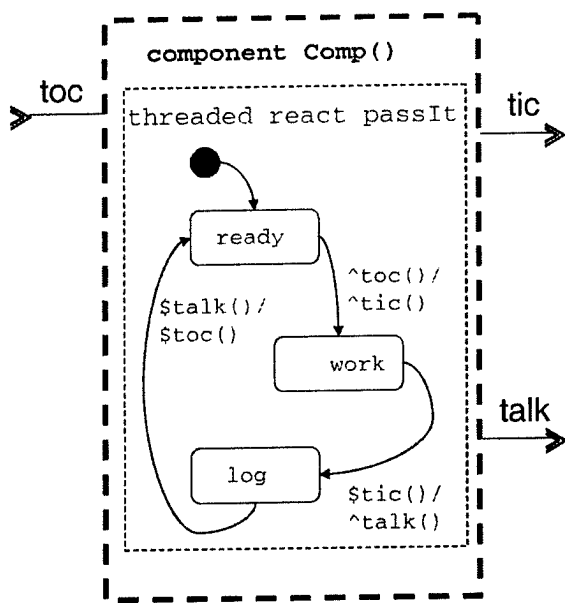 component Comp()
toc
threaded react passIt
tic
ready
^toc()/
^tic()
$talk()/
$toc()
work
talk
log
$tic()/
^talk()